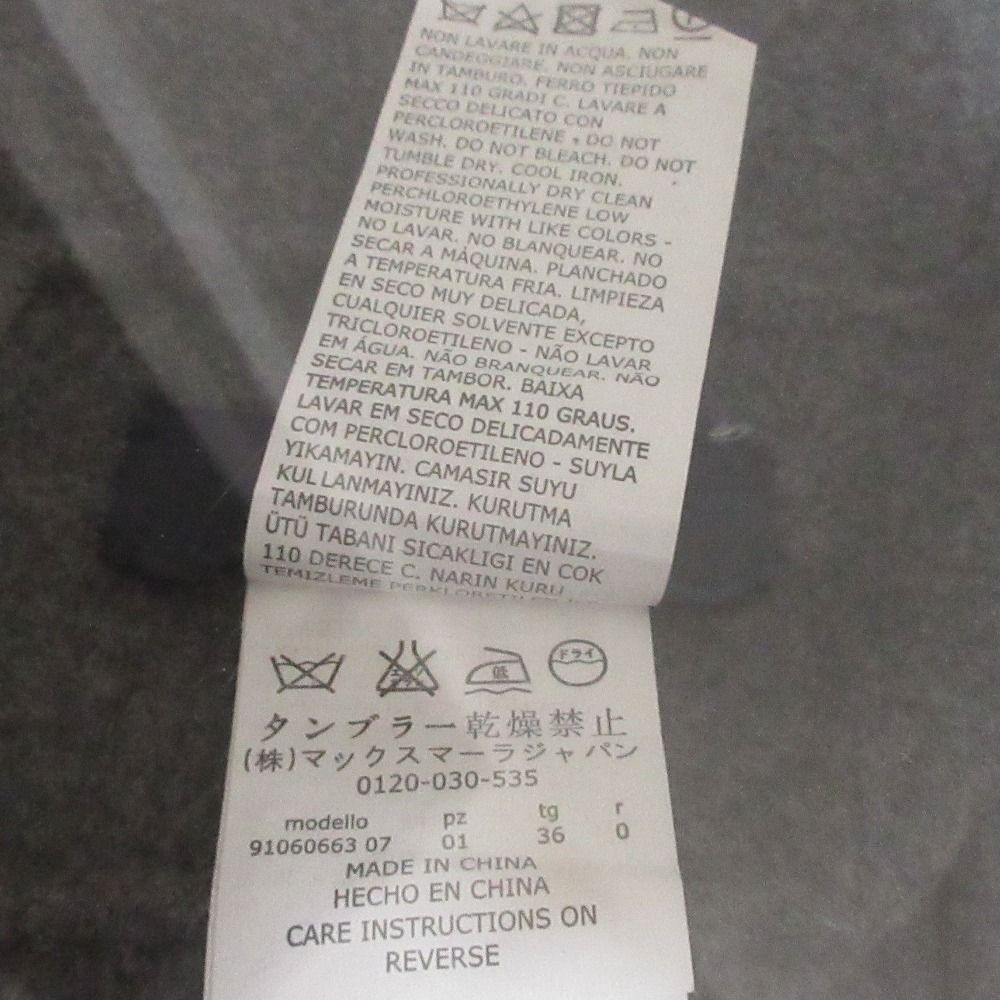 NON LAVARE IN ACQUA. NON
CANDEGGIARE. NON ASCIUGARE
IN TAMBURO. FERRO TIEPIDO
MAX 110 GRADI C. LAVARE A
SECCO DELICATO CON
PERCLOROETILENE , DO NOT
WASH. DO NOT BLEACH. DO NOT
TUMBLE DRY. COOL IRON.
PROFESSIONALLY DRY CLEAN
PERCHLOROETHYLENE LOW
MOISTURE WITH LIKE COLORS -
NO LAVAR. NO BLANQUEAR. NO
SECAR A MÁQUINA. PLANCHADO
A TEMPERATURA FRIA. LIMPIEZA
EN SECO MUY DELICADA,
CUALQUIER SOLVENTE EXCEPTO
TRICLOROETILENO - NÃO LAVAR
EM ÁGUA. NÃO BRANQUEAR. NÃO
SECAR EM TAMBOR. BAIXA
TEMPERATURA MAX 110 GRAUS.
LAVAR EM SECO DELICADAMENTE
COM PERCLOROETILENO - SUYLA
YIKAMAYIN. CAMASIR SUYU
KULLANMAYINIZ. KURUTMA
TAMBURUNDA KURUTMAYINIZ.
ÜTÜ TABANI SICAKLIGI EN COK
110 DERECE C. NARIN KURU
TEMIZLEME
低 ドライ
タンブラー乾燥禁止
(株)マックスマーラジャパン
0120-030-535
modello pz tg r
91060663 07 01 36 0
MADE IN CHINA
HECHO EN CHINA
CARE INSTRUCTIONS ON
REVERSE